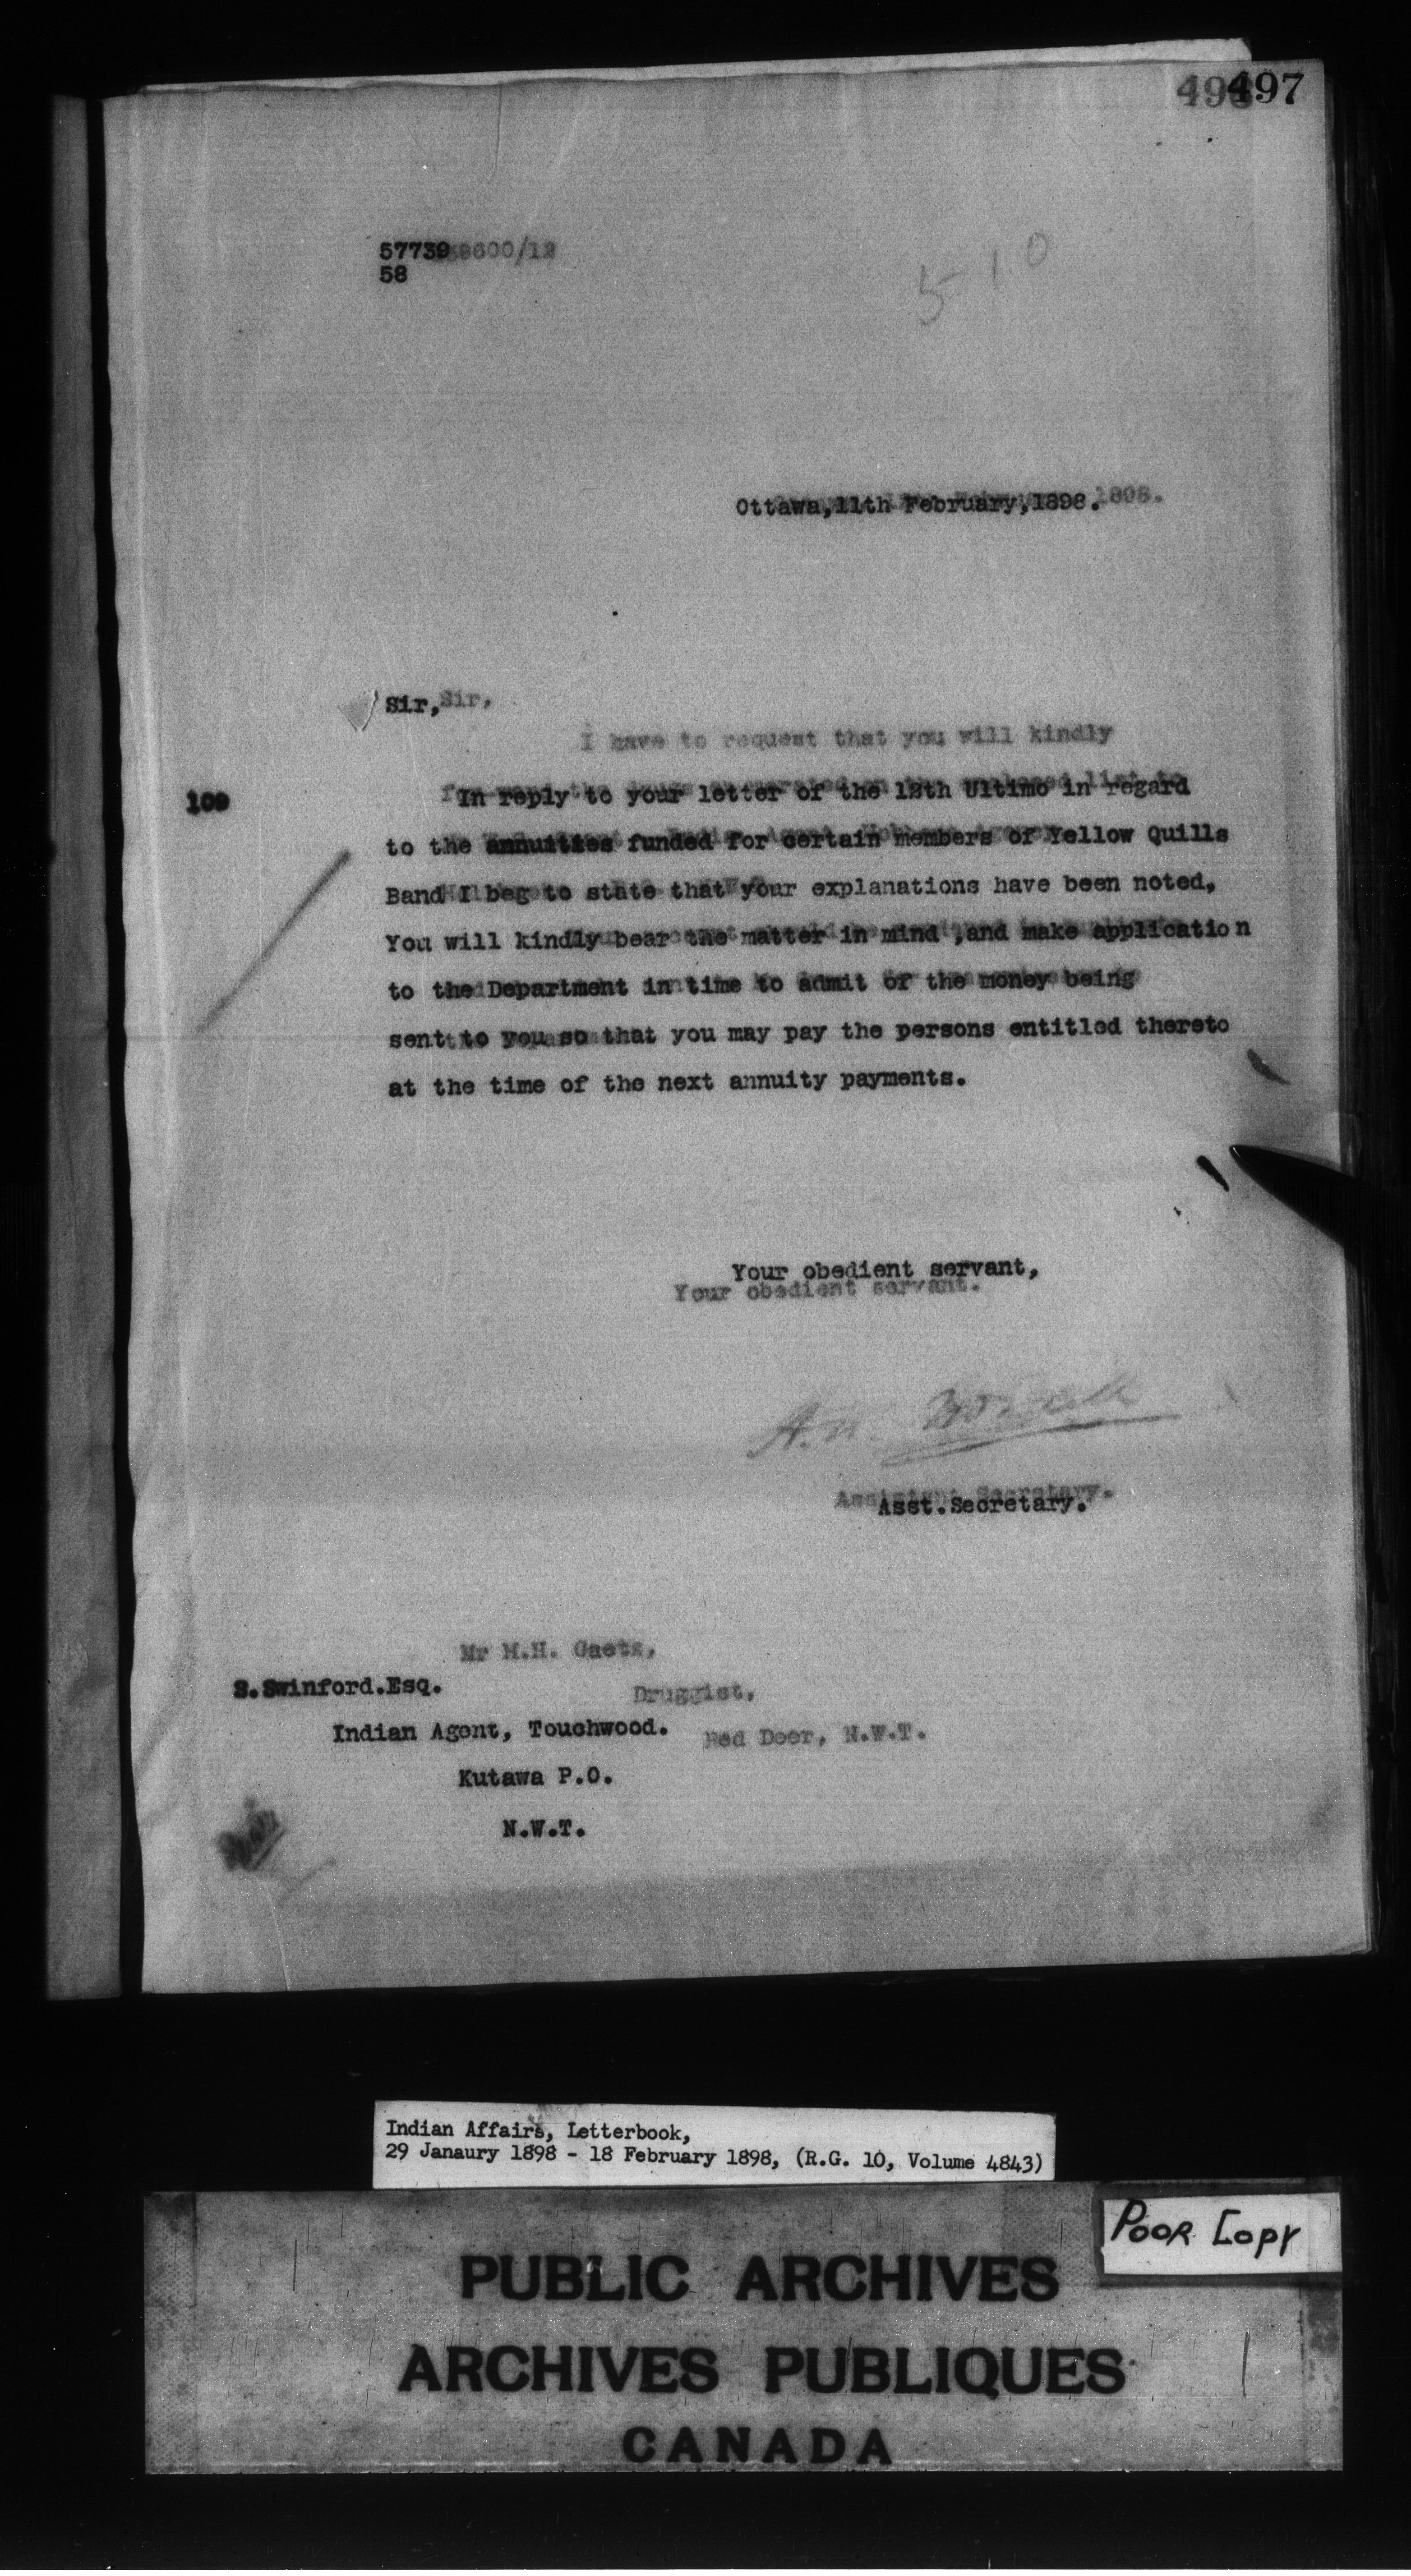 497
57739
58
510
Ottawa,11th February,1898.
Sir,
I have to request that you will kindly
109
In reply to your letter of the 12th Ultimo in regard
to the annuities funded for certain members of Yellow Quills
Band I beg to state that your explanations have been noted,
You will kindly bear the matter in mind ,and make application
to the Department in time to admit of the money being
sent to you so that you may pay the persons entitled thereto
at the time of the next annuity payments.
Your obedient servant,
Your obedient servant.
Assistant Secretary.
Asst.Secretary.
Mr H.H. Gaetz,
S.Swinford.Esq.
Druggist,
Indian Agent, Touchwood.
Red Deer, N.W.T.
Kutawa P.O.
N.W.T.
Indian Affairs, Letterbook,
29 Janaury 1898 - 18 February 1898, (R.G. 10, Volume 4843)
POOR COPY
PUBLIC ARCHIVES
ARCHIVES PUBLIQUES
CANADA